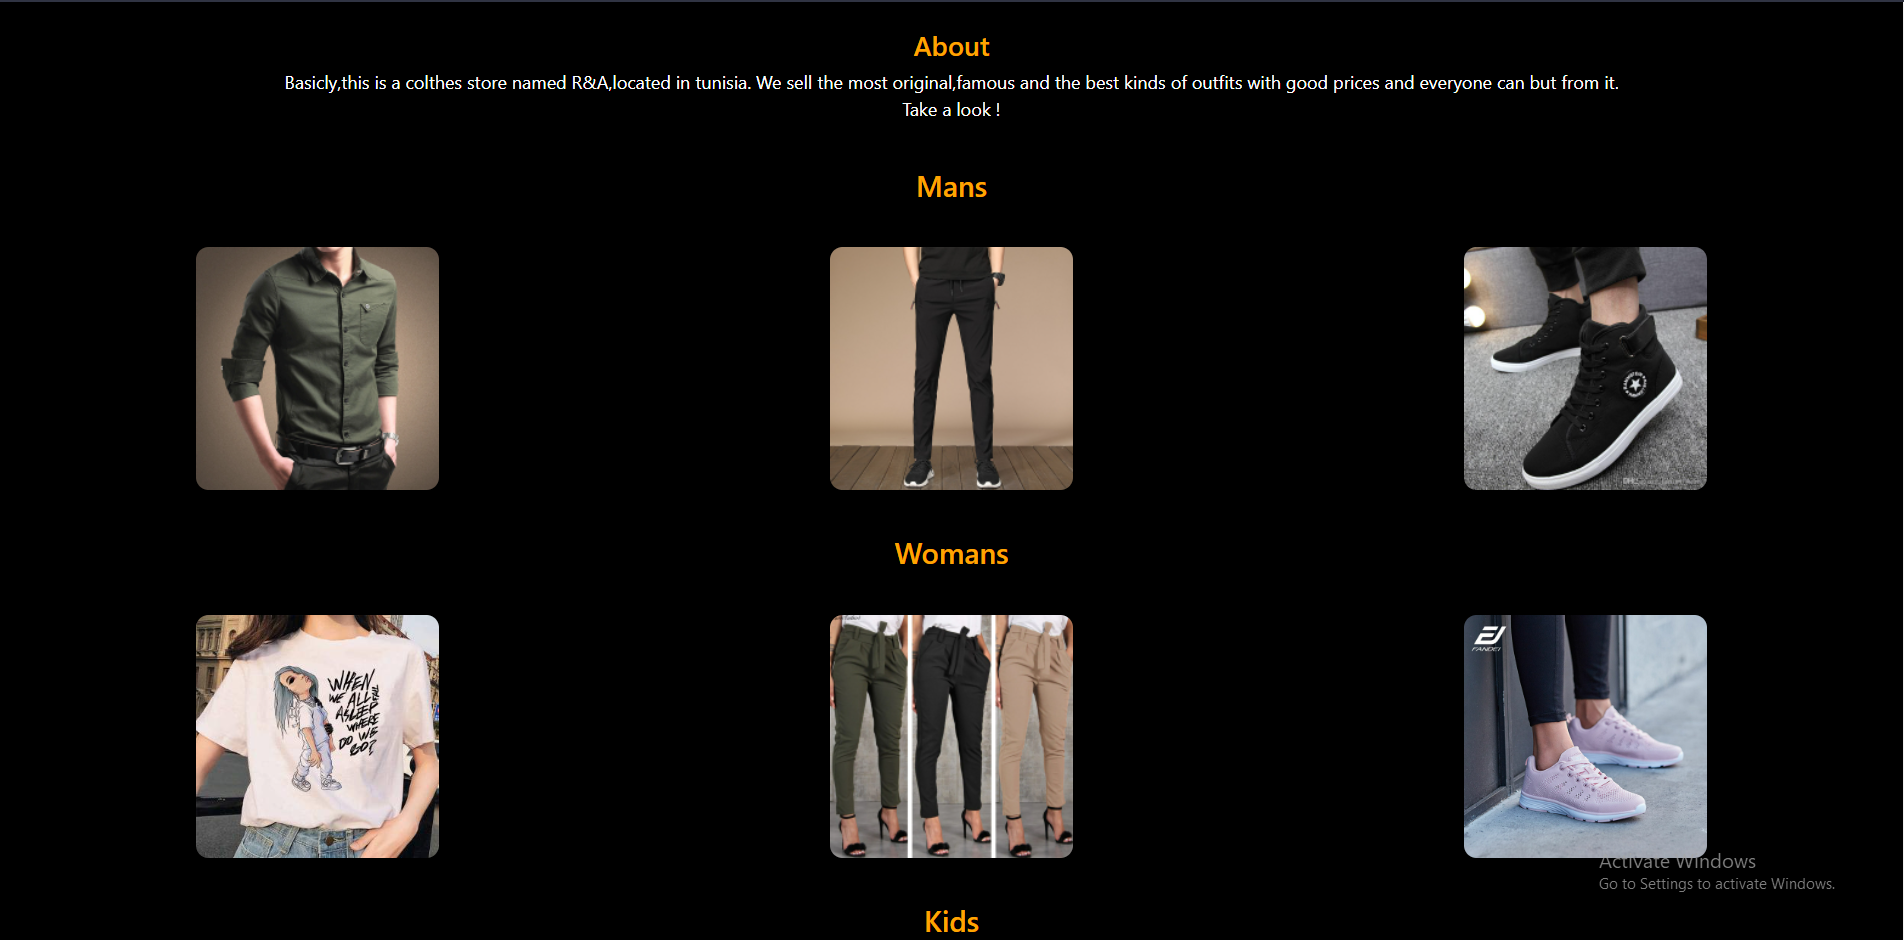 About
Basicly,this is a colthes store named R&A,located in tunisia. We sell the most original,famous and the best kinds of outfits with good prices and everyone can but from it.
Take a look !
Mans
Womans
WHEN
WE ALL FALL
ASLEEP
WHERE
DO WE
GO?
EJ
FANDEI
Activate Windows
Go to Settings to activate Windows.
Kids